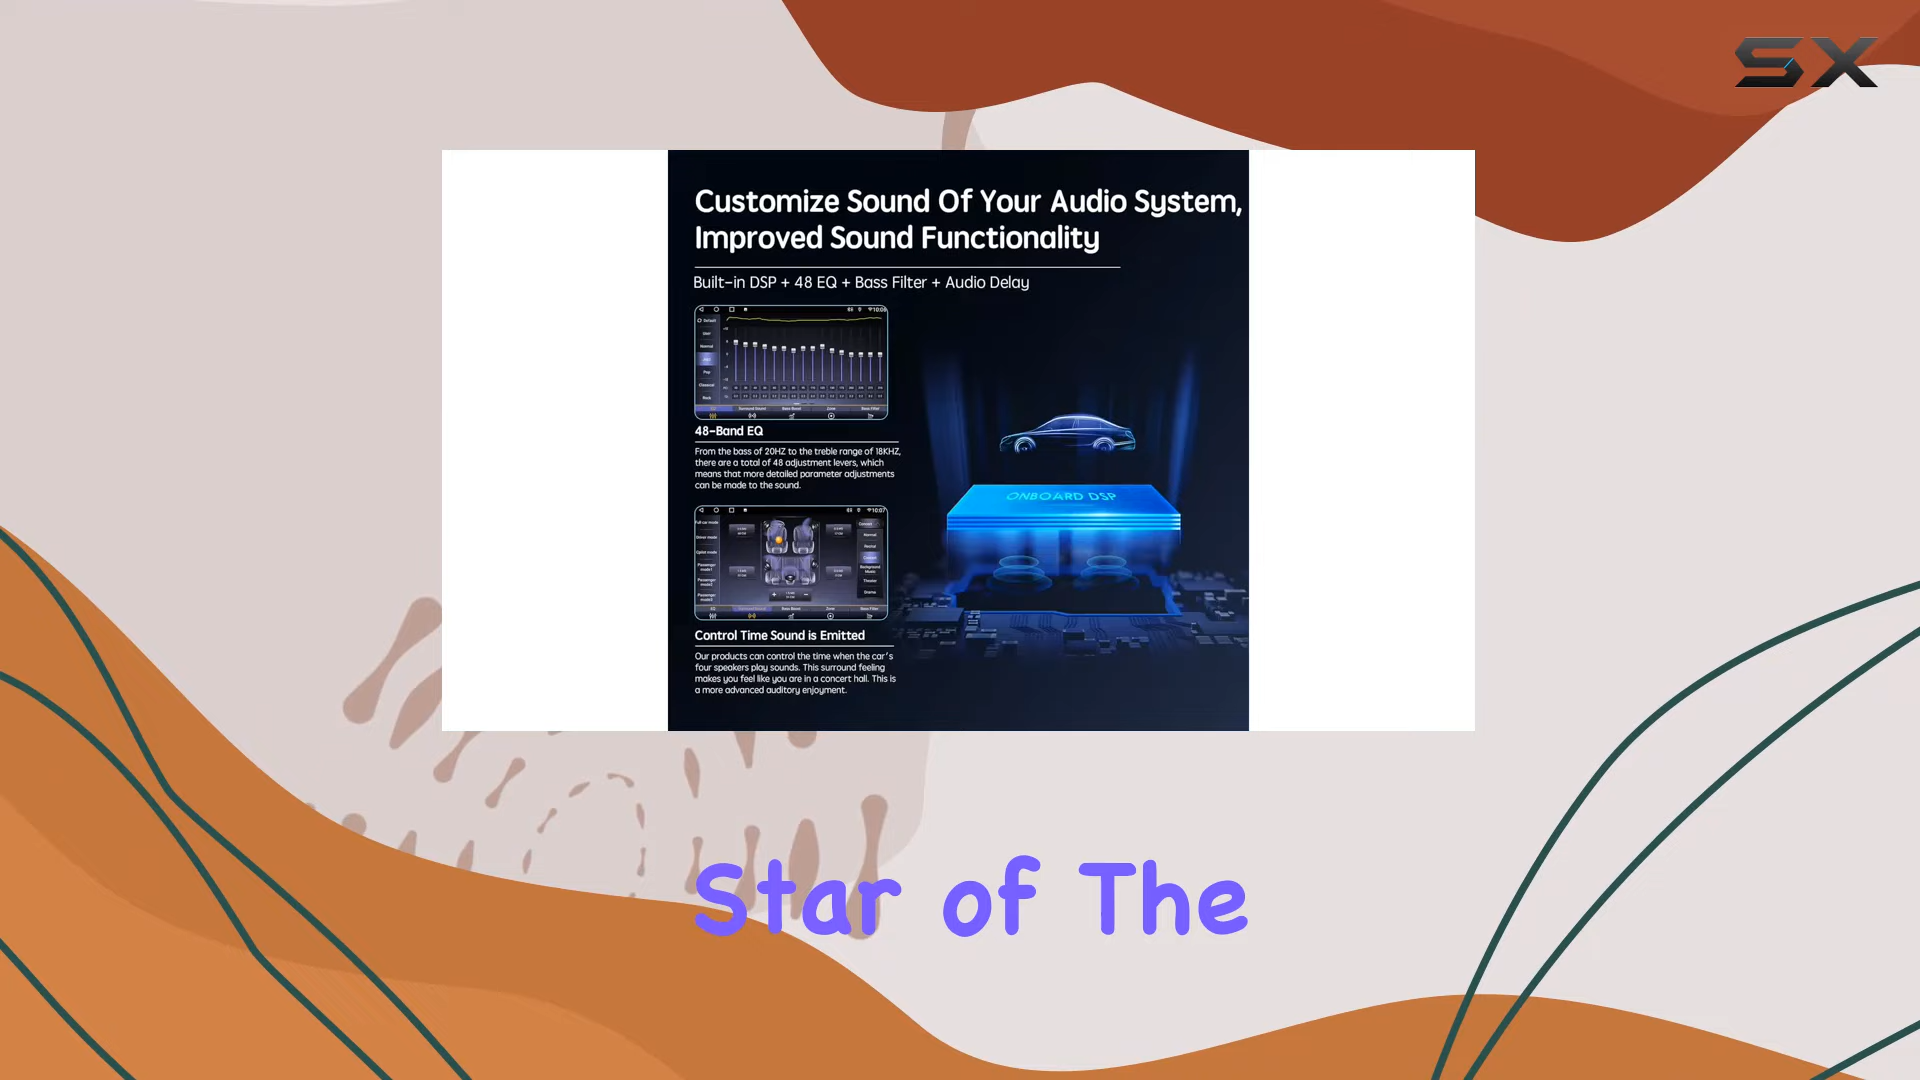 SX
Customize Sound Of Your Audio System,
Improved Sound Functionality
Built-in DSP + 48 EQ + Bass Filter + Audio Delay
48-Band EQ
From the bass of 20HZ to the treble range of 18KHZ,
there are a total of 48 adjustment levers, which
means that more detailed parameter adjustments
can be made to the sound.
ONBOARD DSP
Control Time Sound is Emitted
Our products can control the time when the car's
four speakers play sounds. This surround feeling
makes you feel like you are in a concert hall. This is
a more advanced auditory enjoyment.
Star of The